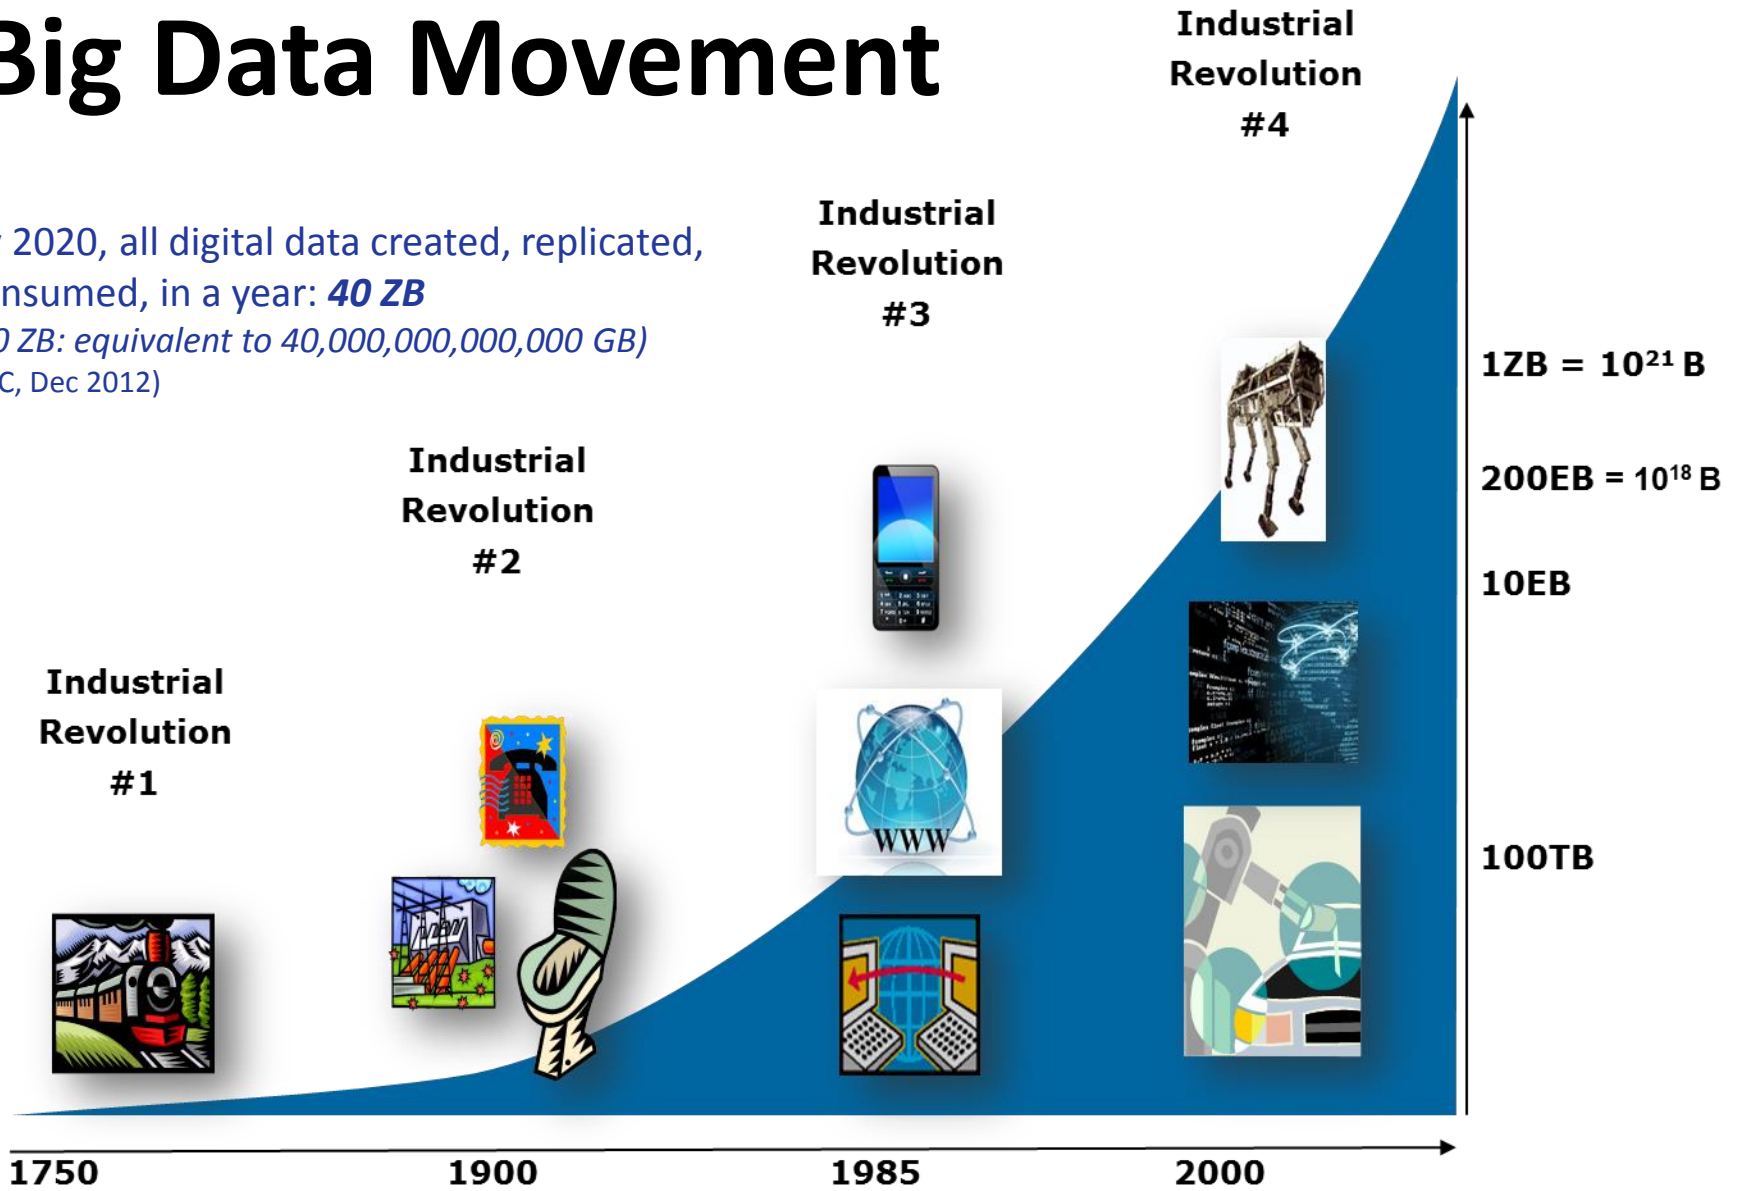 Big Data Movement
2020, all digital data created, replicated,
nsumed, in a year: 40 ZB
0 ZB: equivalent to 40,000,000,000,000 GB)
C, Dec 2012)
Industrial
Revolution
#1
Industrial
Revolution
#2
Industrial
Revolution
#3
Industrial
Revolution
#4
WWW
1ZB = 10²¹ B
200EB = 10¹⁸ B
10EB
100TB
1750
1900
1985
2000